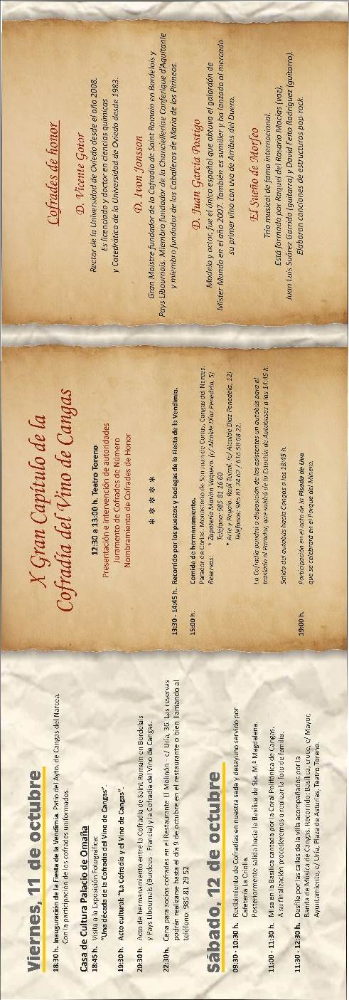 Viernes, 11 de octubre
18:30 h. Inauguración de la Fiesta de la Vendimia. Patio del Ayto. de Cangas del Narcea.
Con la participación de los cofrades uniformados.
Casa de Cultura Palacio de Omaña
18:45 h. Visita a la Exposición Fotográfica:
"Una década de la Cofradía del Vino de Cangas".
19:30 h. Acto cultural: "La Cofradía y el Vino de Cangas".
20:30 h. Acto de hermanamiento entre la Cofradía de Saint Romain en Bordelais
y Pays Libournais (Burdeos - Francia) y la Cofradía del Vino de Cangas.
22:30 h. Cena para socios cofrades en el Restaurante El Molinón - c/ Uría, 36. Las reservas
podrán realizarse hasta el día 9 de octubre en el restaurante o bien llamando al
teléfono: 985 81 29 52
Sábado, 12 de octubre
09:30 - 10:30 h. Recibimiento de Cofradías en nuestra sede y desayuno servido por
Cafetería La Criolla.
Posteriormente salida hacia la Basílica de Sta. M.ª Magdalena.
11:00 - 11:30 h. Misa en la Basílica cantada por la Coral Polifónica de Cangas.
A su finalización procederemos a realizar la foto de familia.
11:30 - 12:30 h. Desfile por las calles de la villa acompañados por la
Banda de Música de Cangas. Recorrido: Basílica, cruce, c/ Mayor,
Ayuntamiento, c/ Uría, Plaza de Asturias, Teatro Toreno.
X Gran Capítulo de la
Cofradía del Vino de Cangas
12:30 a 13:00 h. Teatro Toreno
Presentación e intervención de autoridades
Juramento de Cofrades de Número
Nombramiento de Cofrades de Honor
* * * * *
13:30 - 14:45 h. Recorrido por los puestos y bodegas de la Fiesta de la Vendimia.
15:00 h. Comida de hermanamiento.
Parador de Corias. Monasterio de San Juan de Corias, Cangas del Narcea.
Reservas: * Zapatería Marión Vaquero. (c/ Alcalde Díaz Penedela, 5)
Teléfono: 985 81 16 60
* Arte y Regalo. Raúl Teimil. (c/ Alcalde Díaz Penedela, 12)
Teléfonos: 985 81 24 62 / 616 58 08 22.
La Cofradía pondrá a disposición de los asistentes un autobús para el
traslado al Parador, que saldrá de la Estación de Autobuses a las 14:45 h.
Salida del autobús hacia Cangas a las 18:45 h.
19:00 h. Participación en el acto de la Pisada de Uva
que se celebrará en el Parque del Minero.
Cofrades de honor
D. Vicente Gotor
Rector de la Universidad de Oviedo desde el año 2008.
Es licenciado y doctor en ciencias químicas
y Catedrático de la Universidad de Oviedo desde 1983.
D. Ivon Jonsson
Gran Maistre fundador de la Cofradía de Saint Romain en Bordelais y
Pays Libournais. Miembro fundador de la Chancielleriae Conferique d'Aquitanie
y miembro fundador de los Caballeros de María de los Pirineos.
D. Juan García Postigo
Modelo y actor, fue el único español que obtuvo el galardón de
Mister Mundo en el año 2007. También es sumiller y ha lanzado al mercado
su primer vino con uva de Arribes del Duero.
El Sueño de Morfeo
Trio musical de fama internacional.
Está formado por Raquel del Rosario Macías (voz),
Juan Luis Suárez Garrido (guitarra) y David Feito Rodríguez (guitarra).
Elaboran canciones de estructuras pop-rock.